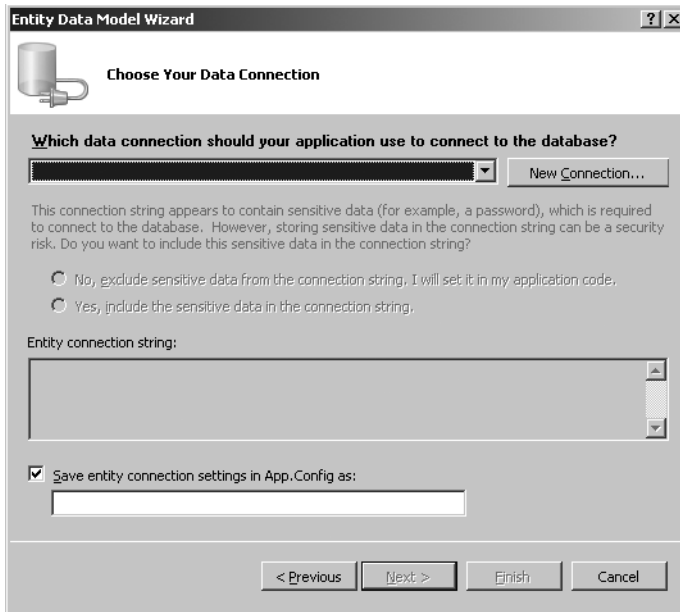 Entity Data Model Wizard
Choose Your Data Connection
Which data connection should your application use to connect to the database?
New Connection...
This connection string appears to contain sensitive data (for example, a password), which is required
to connect to the database. However, storing sensitive data in the connection string can be a security
risk. Do you want to include this sensitive data in the connection string?
No, exclude sensitive data from the connection string. I will set it in my application code.
Yes, include the sensitive data in the connection string.
Entity connection string:
Save entity connection settings in App.Config as:
< Previous Next > Finish Cancel